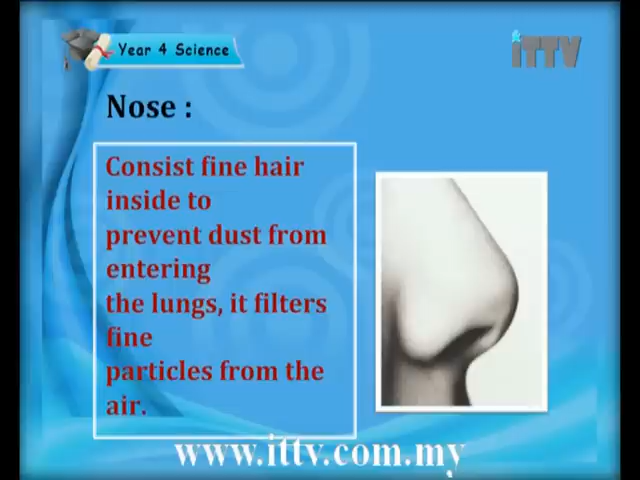 Year 4 Science
iTTV
Nose :
Consist fine hair
inside to
prevent dust from
entering
the lungs, it filters
fine
particles from the
air.
www.ittv.com.my